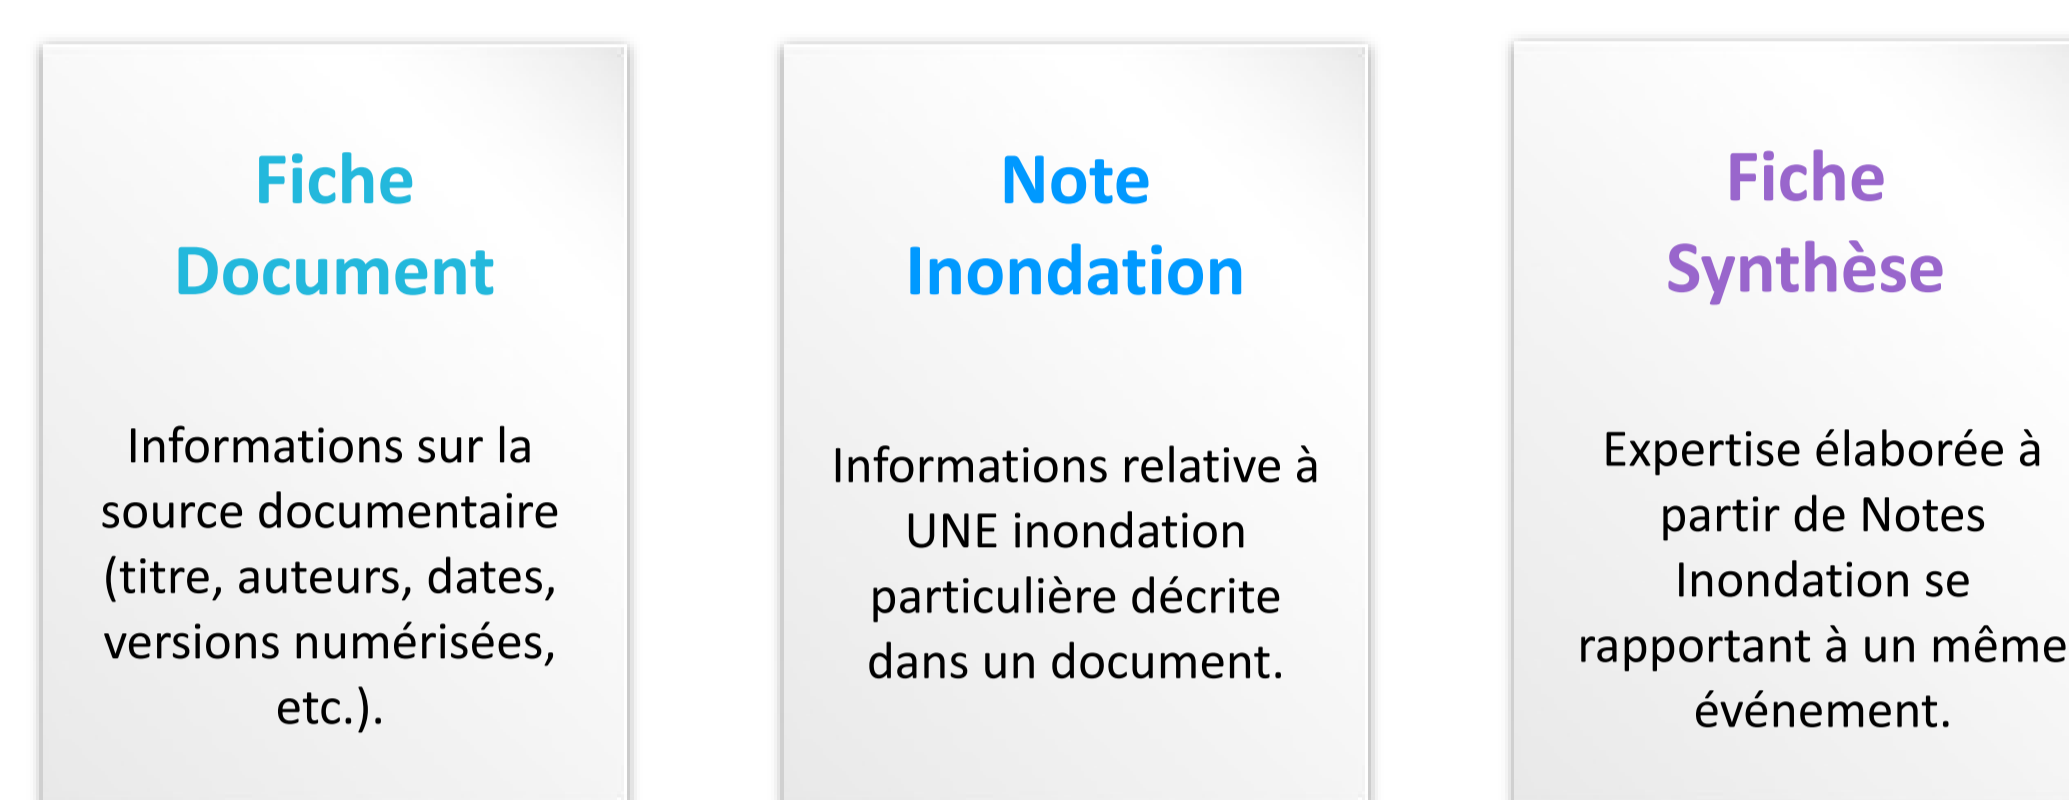 Fiche
Document
Informations sur la
source documentaire
(titre, auteurs, dates,
versions numérisées,
etc.).
Note
Inondation
Informations relative à
UNE inondation
particulière décrite
dans un document.
Fiche
Synthèse
Expertise élaborée à
partir de Notes
Inondation se
rapportant à un même
événement.